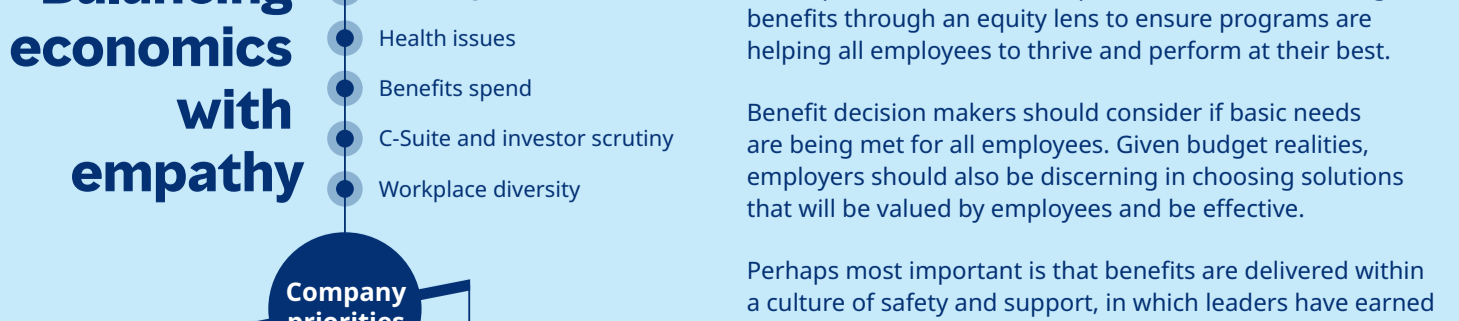 Balancing
economics
with
empathy
Health issues
Benefits spend
C-Suite and investor scrutiny
Workplace diversity
Company
priorities
benefits through an equity lens to ensure programs are
helping all employees to thrive and perform at their best.
Benefit decision makers should consider if basic needs
are being met for all employees. Given budget realities,
employers should also be discerning in choosing solutions
that will be valued by employees and be effective.
Perhaps most important is that benefits are delivered within
a culture of safety and support, in which leaders have earned